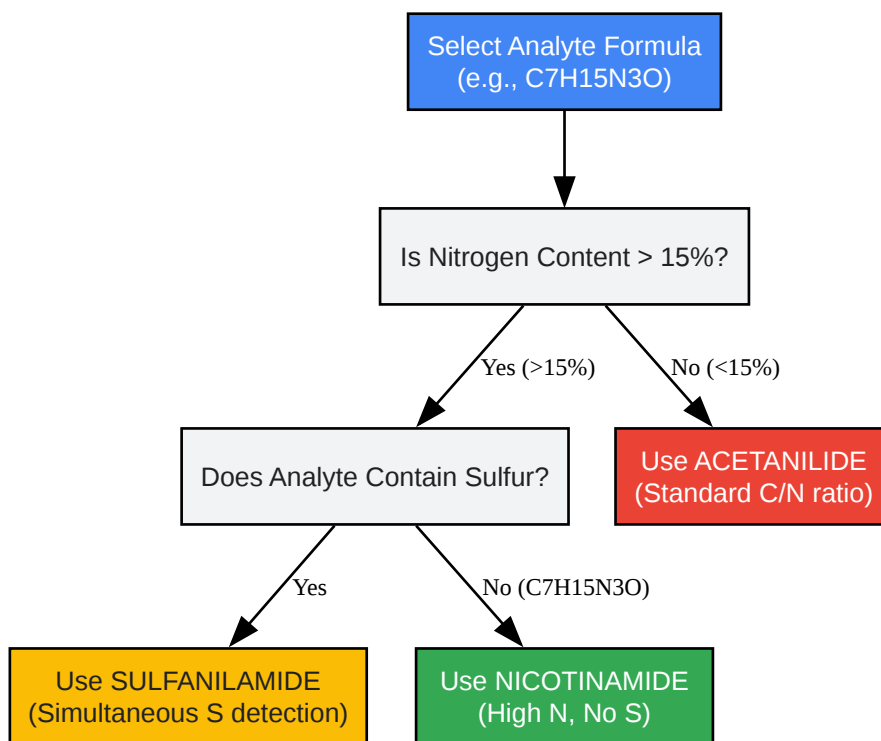 Select Analyte Formula
(e.g., C7H15N3O)
Is Nitrogen Content > 15%?
Yes (>15%)
No (<15%)
Does Analyte Contain Sulfur?
Use ACETANILIDE
(Standard C/N ratio)
Yes
No (C7H15N3O)
Use SULFANILAMIDE
(Simultaneous S detection)
Use NICOTINAMIDE
(High N, No S)